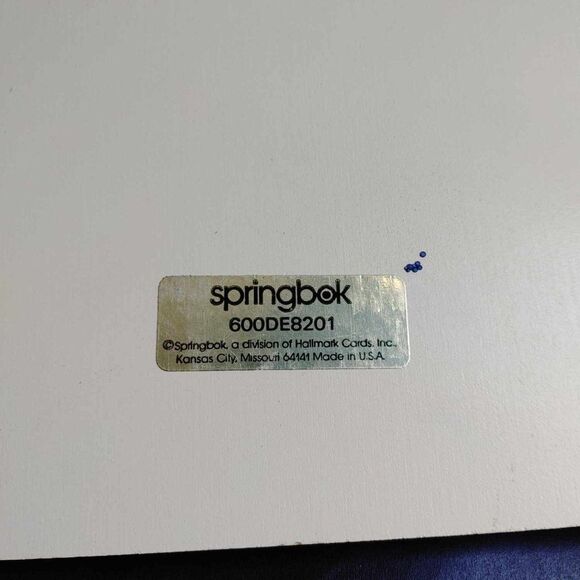 springbok
600DE8201
©Springbok, a division of Hallmark Cards, Inc.,
Kansas City, Missouri 64141 Made in U.S.A.